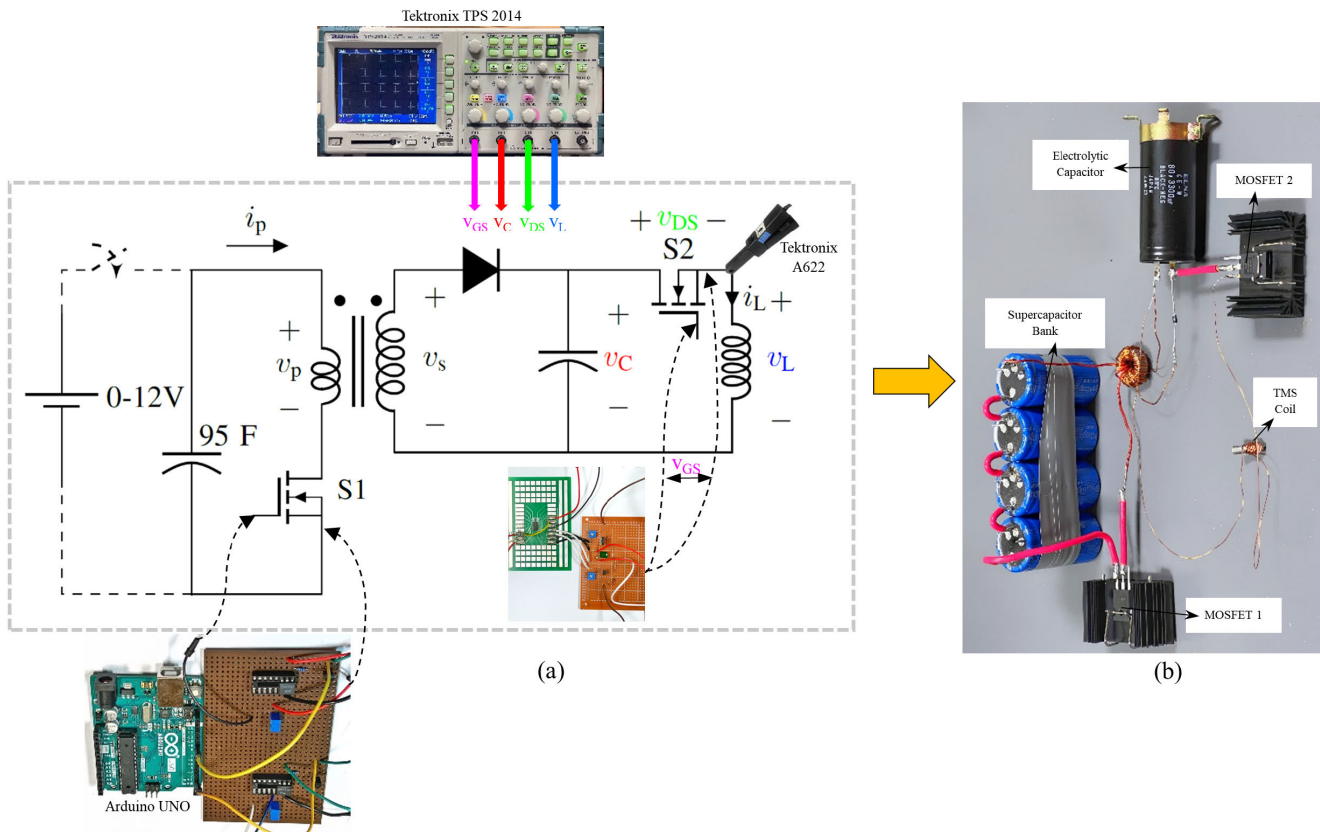 Tektronix TPS 2014
v_GS v_C v_DS v_L
i_p
+ v_DS −
S2
Tektronix
A622
0-12V
+
v_p
−
+
v_s
−
+
v_C
−
i_L +
v_L
−
95 F
S1
v_GS
Arduino UNO
(a)
Electrolytic
Capacitor
MOSFET 2
Supercapacitor
Bank
TMS
Coil
MOSFET 1
(b)